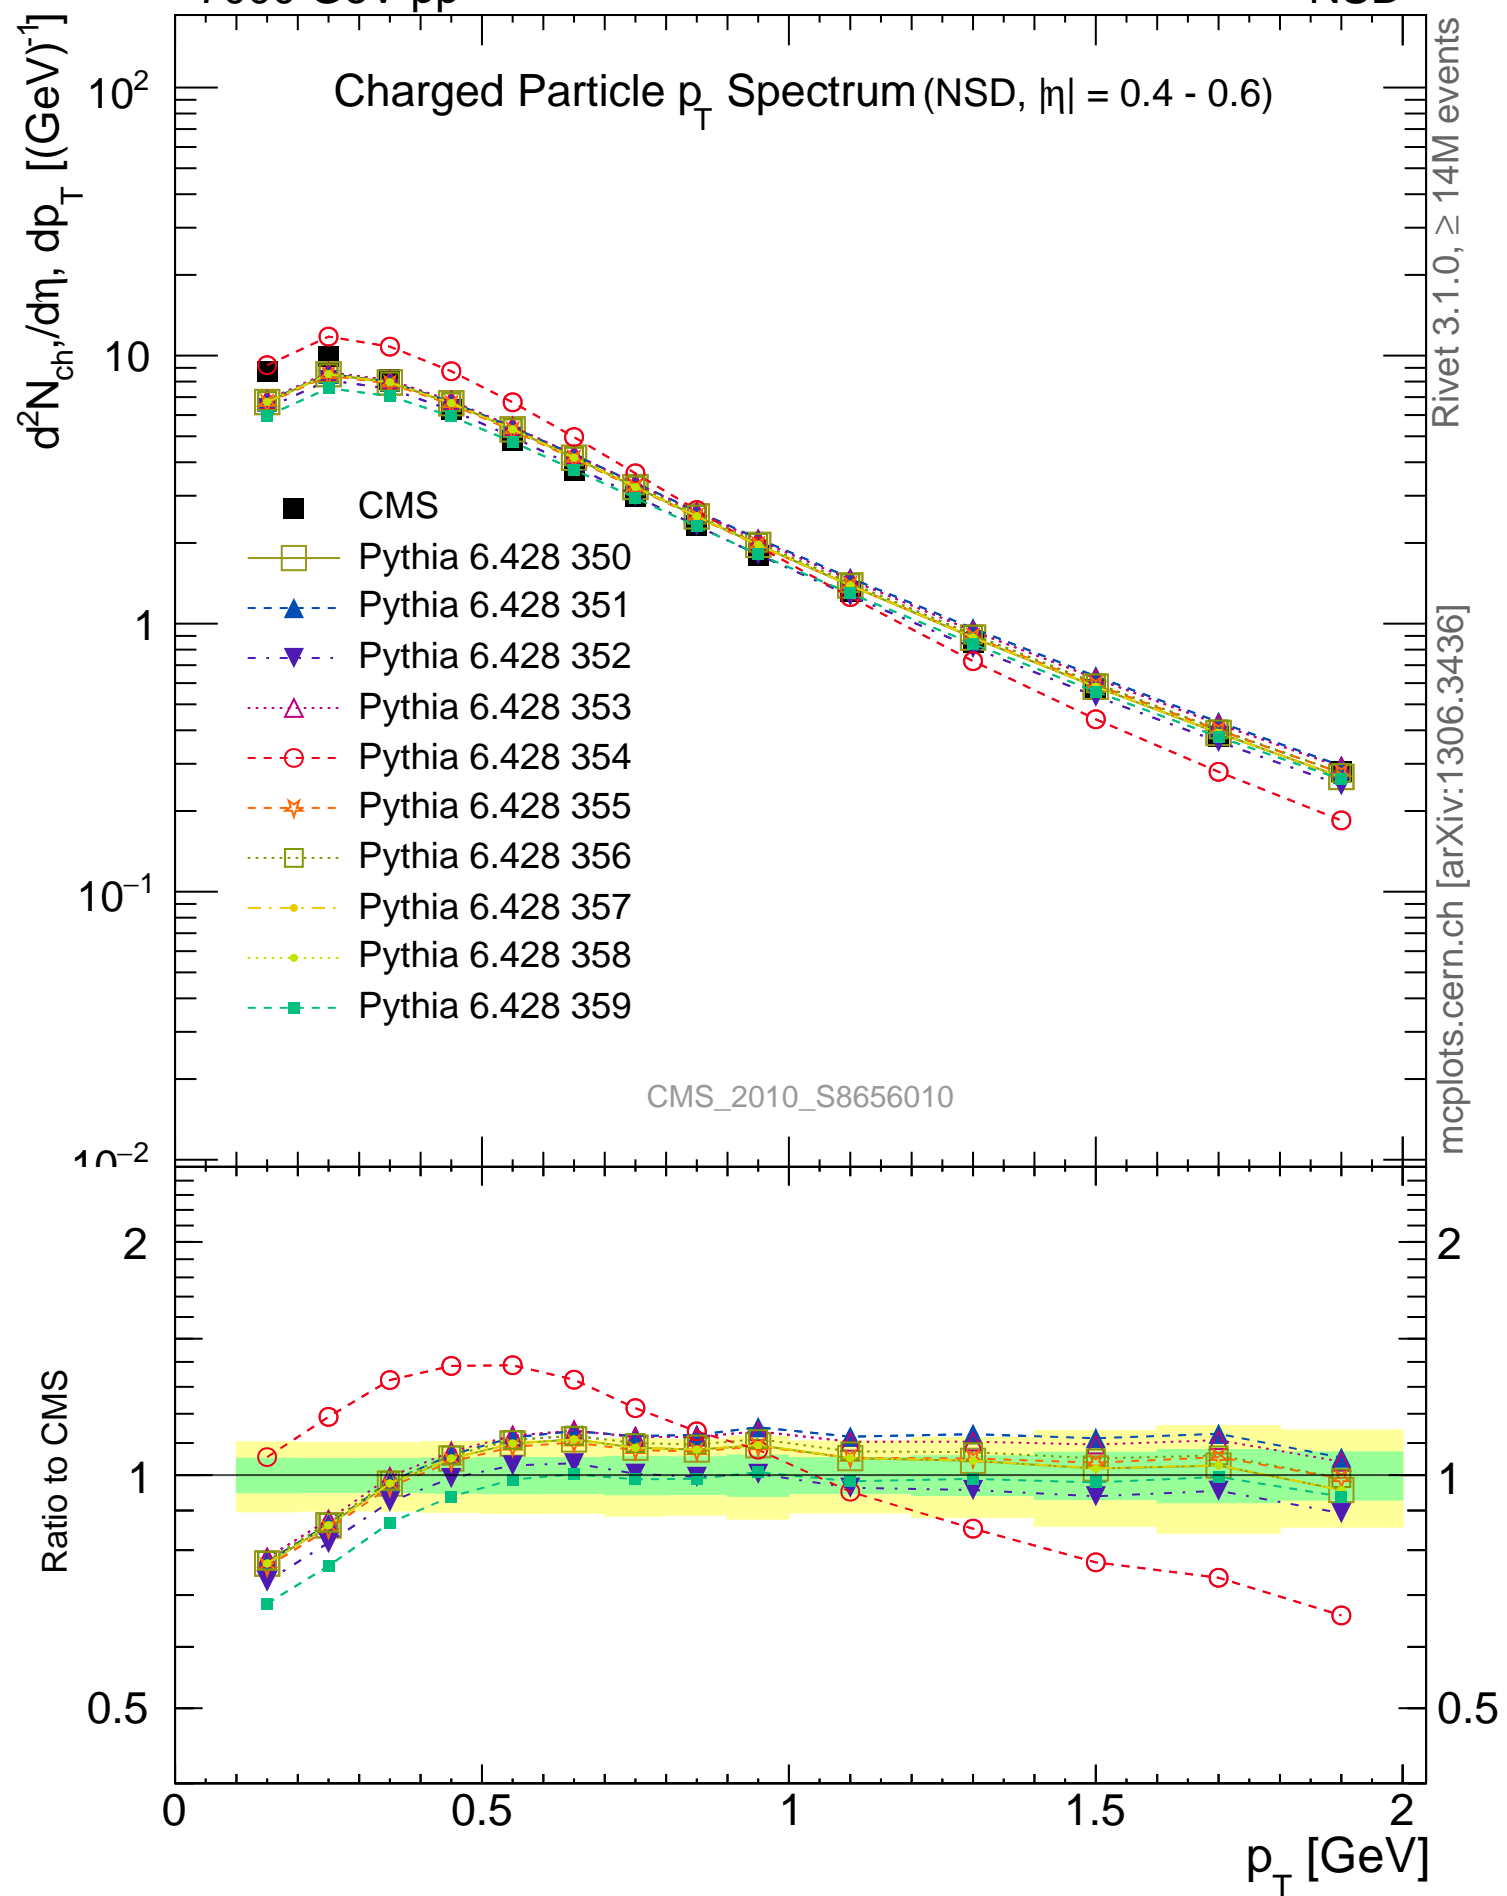 7000 GeV pp
NSD
Charged Particle p_T Spectrum (NSD, |η| = 0.4 - 0.6)
d²N_ch,/dη, dp_T [(GeV)⁻¹]
10²
10
1
10⁻¹
10⁻²
CMS
Pythia 6.428 350
Pythia 6.428 351
Pythia 6.428 352
Pythia 6.428 353
Pythia 6.428 354
Pythia 6.428 355
Pythia 6.428 356
Pythia 6.428 357
Pythia 6.428 358
Pythia 6.428 359
CMS_2010_S8656010
Rivet 3.1.0, ≥ 14M events
mcplots.cern.ch [arXiv:1306.3436]
Ratio to CMS
2
1
0.5
2
1
0.5
0
0.5
1
1.5
2
p_T [GeV]